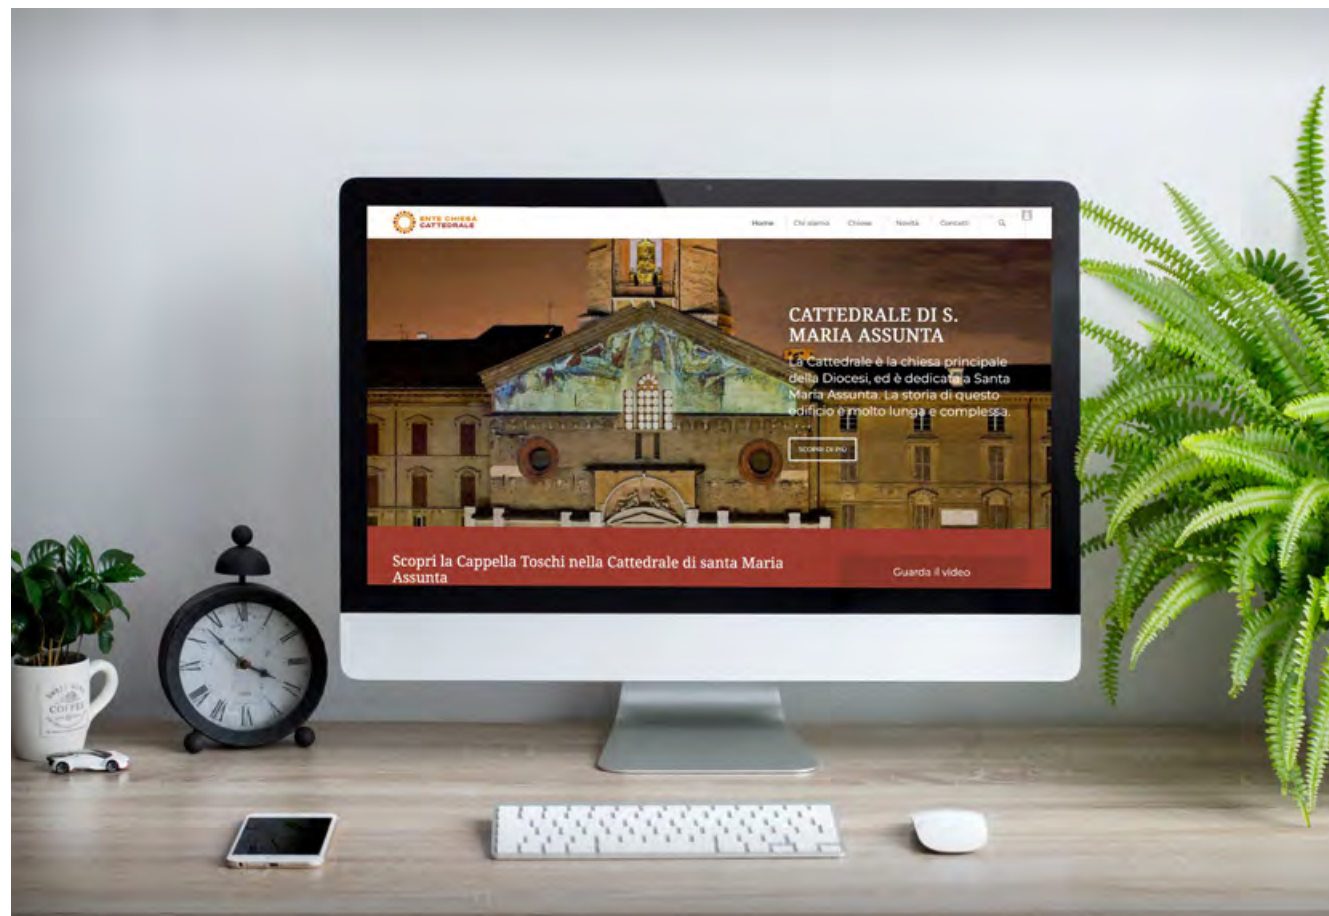 ENTE CHIESA
CATTEDRALE
Home Chi siamo Chiese Novità Contatti
CATTEDRALE DI S.
MARIA ASSUNTA
La Cattedrale è la chiesa principale
della Diocesi, ed è dedicata a Santa
Maria Assunta. La storia di questo
edificio è molto lunga e complessa.
SCOPRI DI PIÙ
Scopri la Cappella Toschi nella Cattedrale di santa Maria
Assunta
Guarda il video
COFFEE